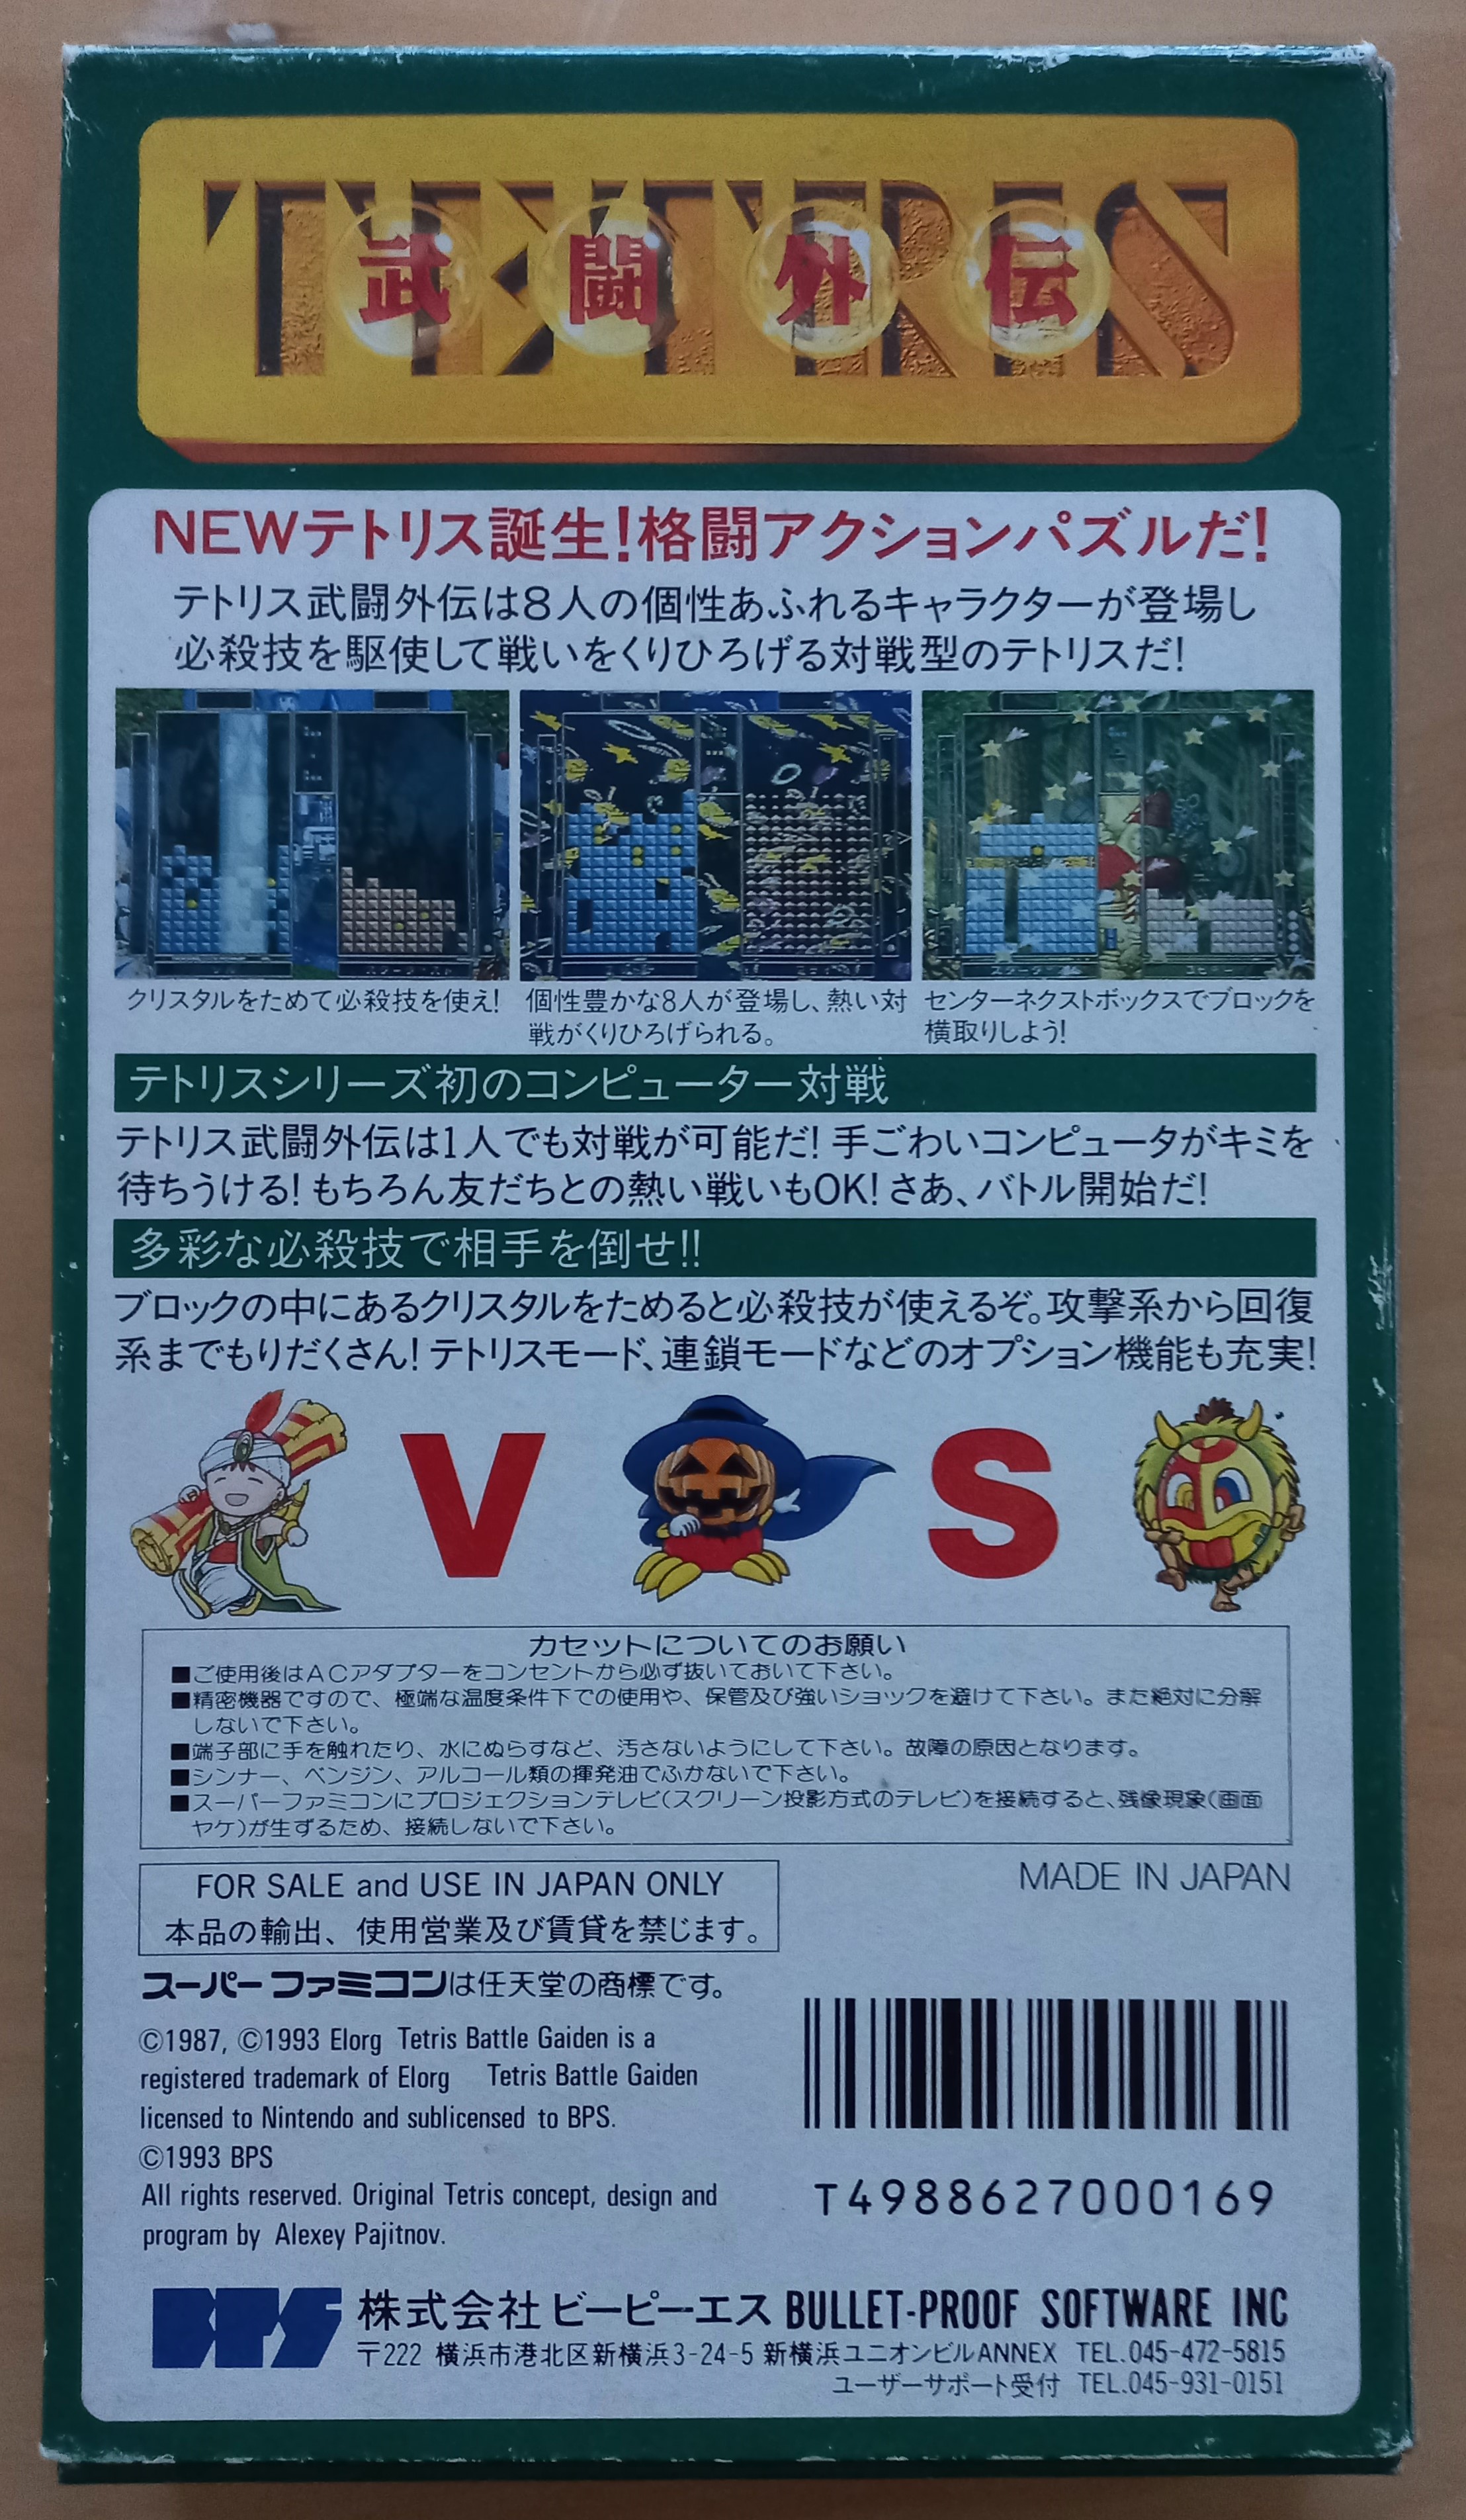 TETRIS
武闘外伝
NEWテトリス誕生!格闘アクションパズルだ!
テトリス武闘外伝は8人の個性あふれるキャラクターが登場し
必殺技を駆使して戦いをくりひろげる対戦型のテトリスだ!
クリスタルをためて必殺技を使え!
個性豊かな8人が登場し、熱い対
戦がくりひろげられる。
センターネクストボックスでブロックを
横取りしよう!
テトリスシリーズ初のコンピューター対戦
テトリス武闘外伝は1人でも対戦が可能だ!手ごわいコンピュータがキミを
待ちうける!もちろん友だちとの熱い戦いもOK!さあ、バトル開始だ!
多彩な必殺技で相手を倒せ!!
ブロックの中にあるクリスタルをためると必殺技が使えるぞ。攻撃系から回復
系までもりだくさん!テトリスモード、連鎖モードなどのオプション機能も充実!
V S
カセットについてのお願い
■ご使用後はACアダプターをコンセントから必ず抜いておいて下さい。
■精密機器ですので、極端な温度条件下での使用や、保管及び強いショックを避けて下さい。また絶対に分解
しないで下さい。
■端子部に手を触れたり、水にぬらすなど、汚さないようにして下さい。故障の原因となります。
■シンナー、ベンジン、アルコール類の揮発油でふかないで下さい。
■スーパーファミコンにプロジェクションテレビ(スクリーン投影方式のテレビ)を接続すると、残像現象(画面
ヤケ)が生ずるため、接続しないで下さい。
FOR SALE and USE IN JAPAN ONLY
本品の輸出、使用営業及び賃貸を禁じます。
MADE IN JAPAN
スーパーファミコンは任天堂の商標です。
©1987, ©1993 Elorg Tetris Battle Gaiden is a
registered trademark of Elorg Tetris Battle Gaiden
licensed to Nintendo and sublicensed to BPS.
©1993 BPS
All rights reserved. Original Tetris concept, design and
program by Alexey Pajitnov.
T4988627000169
BPS 株式会社ビーピーエス BULLET-PROOF SOFTWARE INC
〒222 横浜市港北区新横浜3-24-5 新横浜ユニオンビルANNEX TEL.045-472-5815
ユーザーサポート受付 TEL.045-931-0151